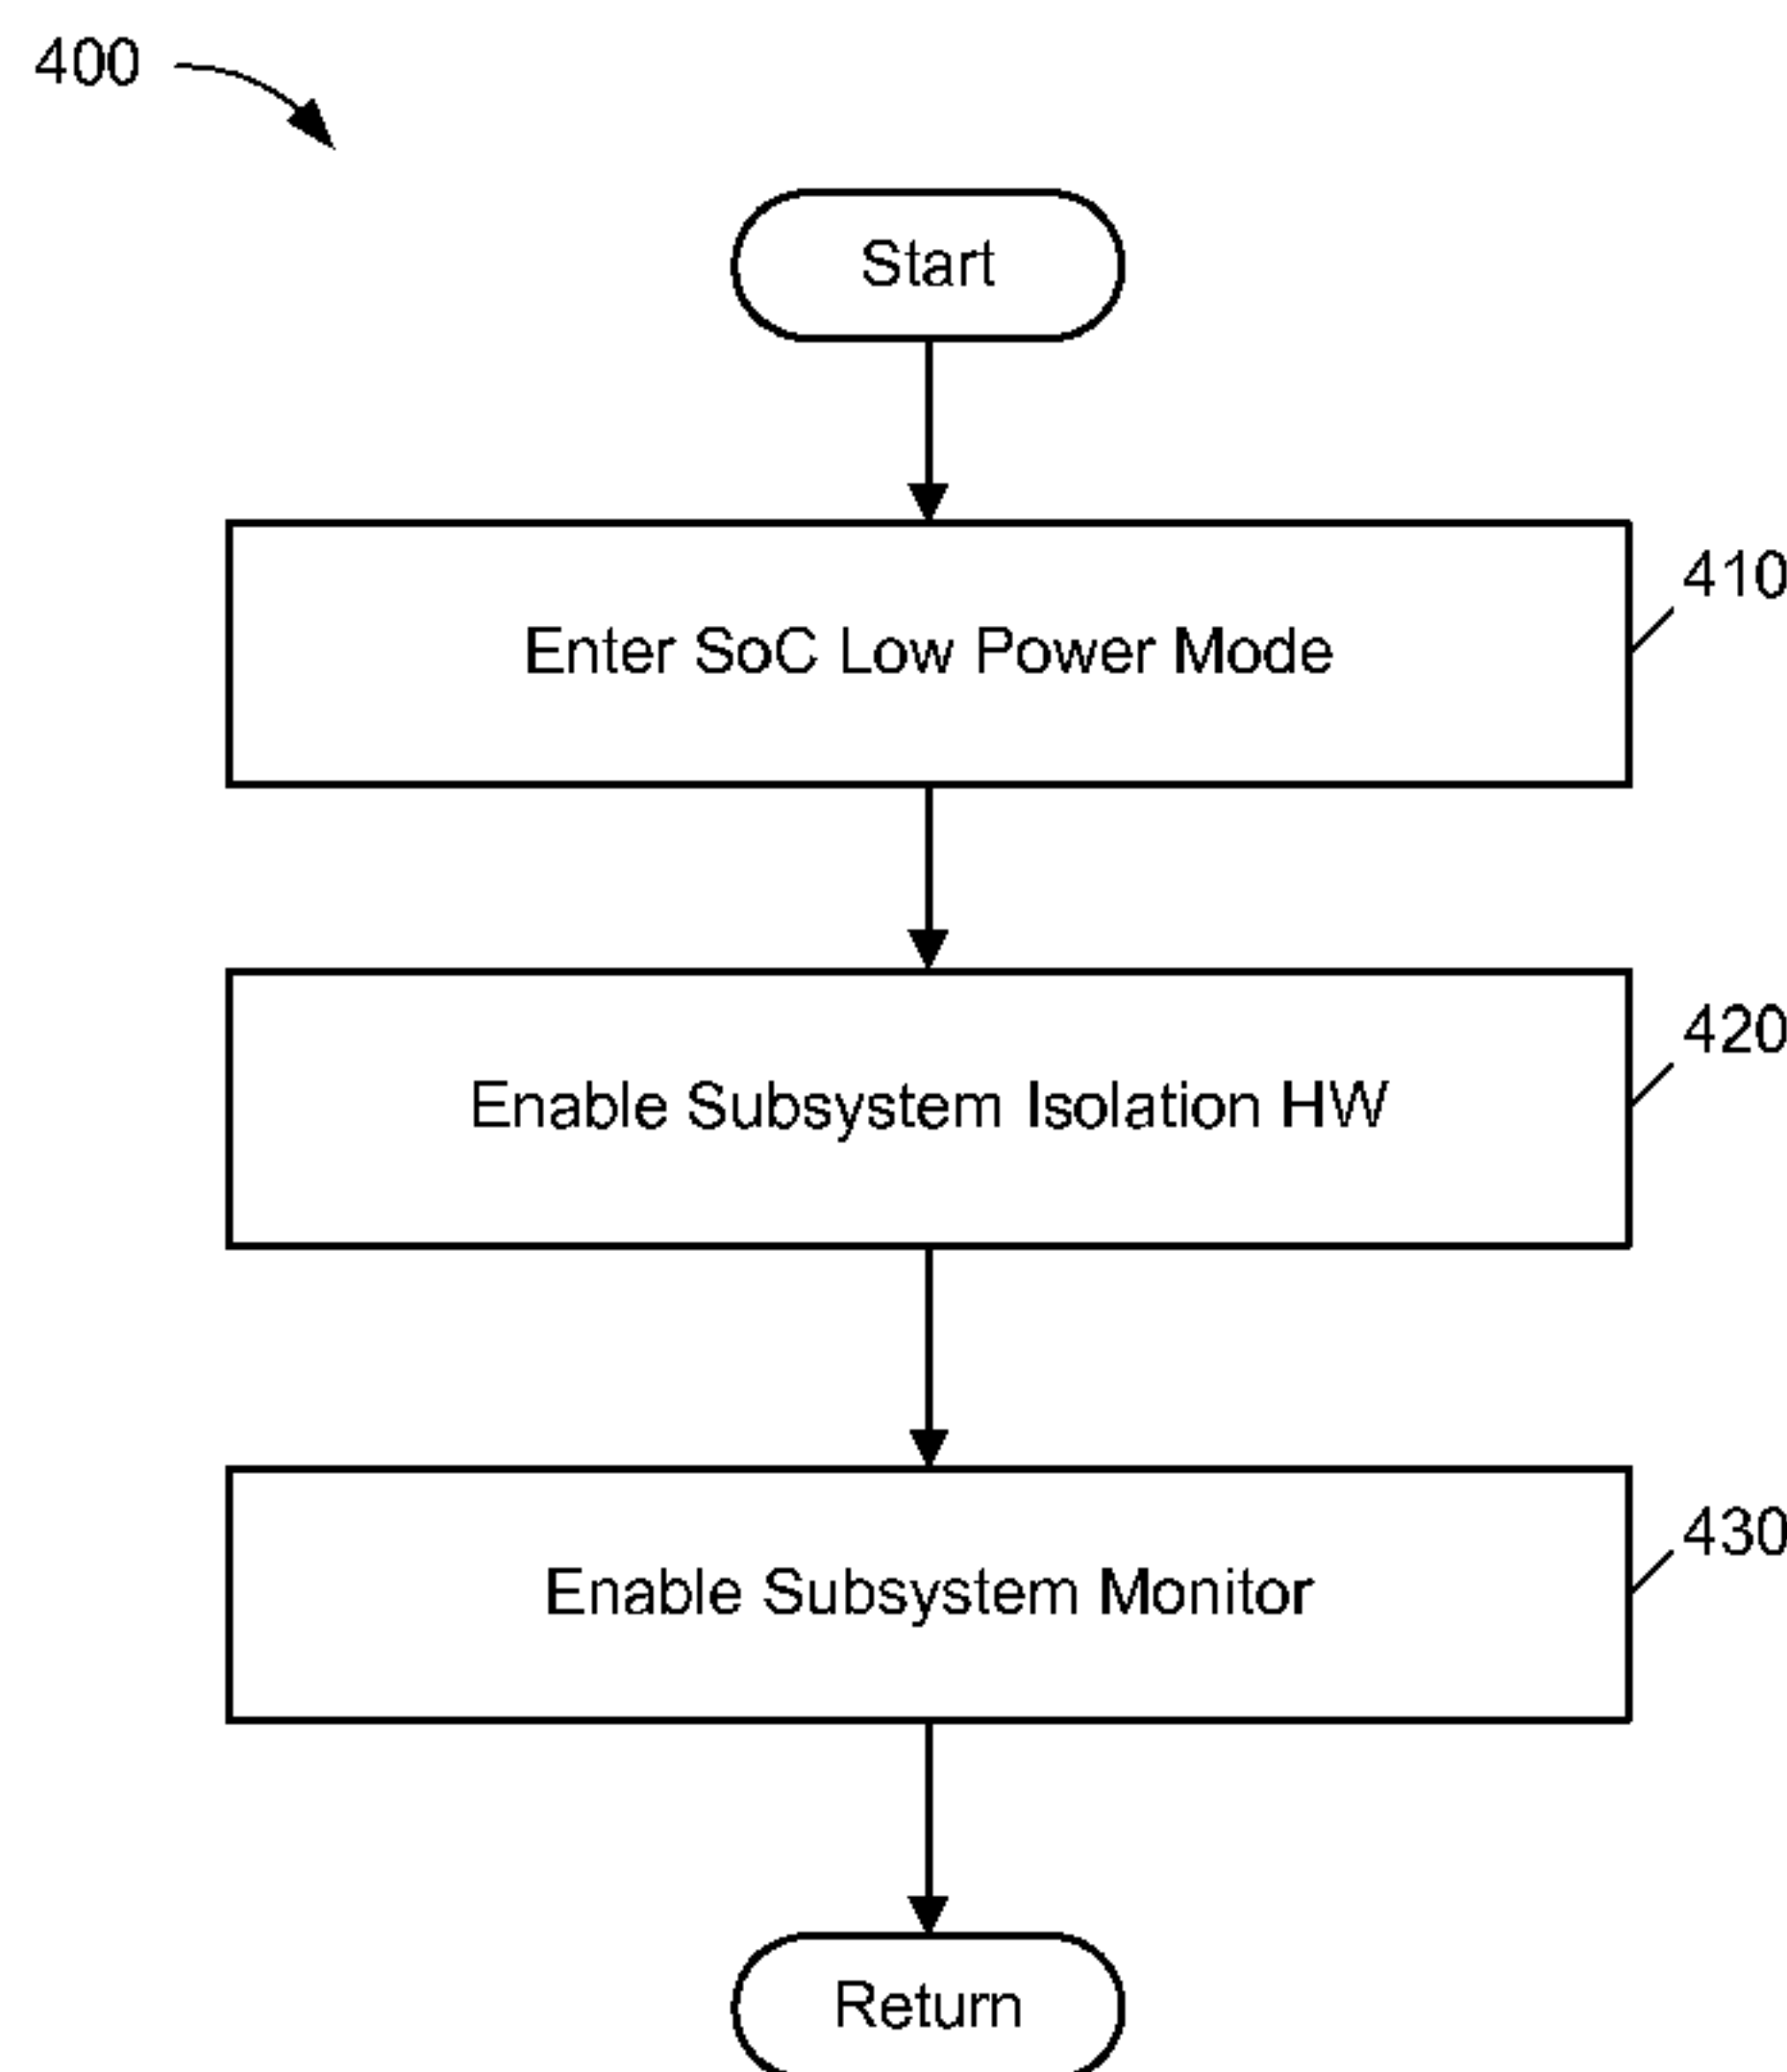 400
Start
Enter SoC Low Power Mode
410
Enable Subsystem Isolation HW
420
Enable Subsystem Monitor
430
Return